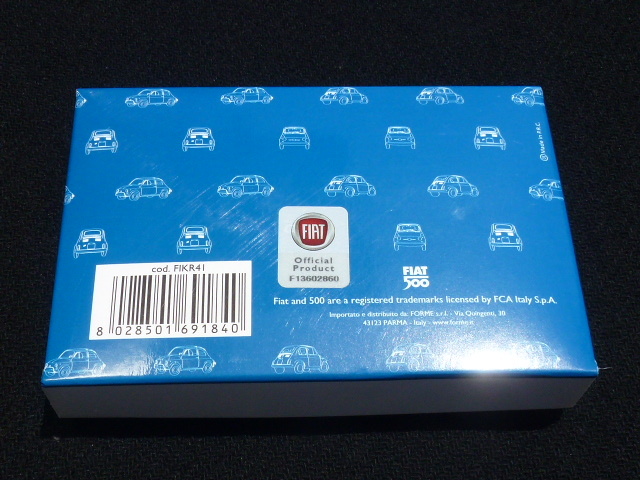 Made in P.R.C.
FIAT
Official
Product
F13602860
cod. FIKR41
8 028501 691840
FIAT
500
Fiat and 500 are a registered trademarks licensed by FCA Italy S.p.A.
Importato e distribuito da: FORME s.r.l. - Via Quingeno, 30
43123 PARMA - Italy - www.forme.it